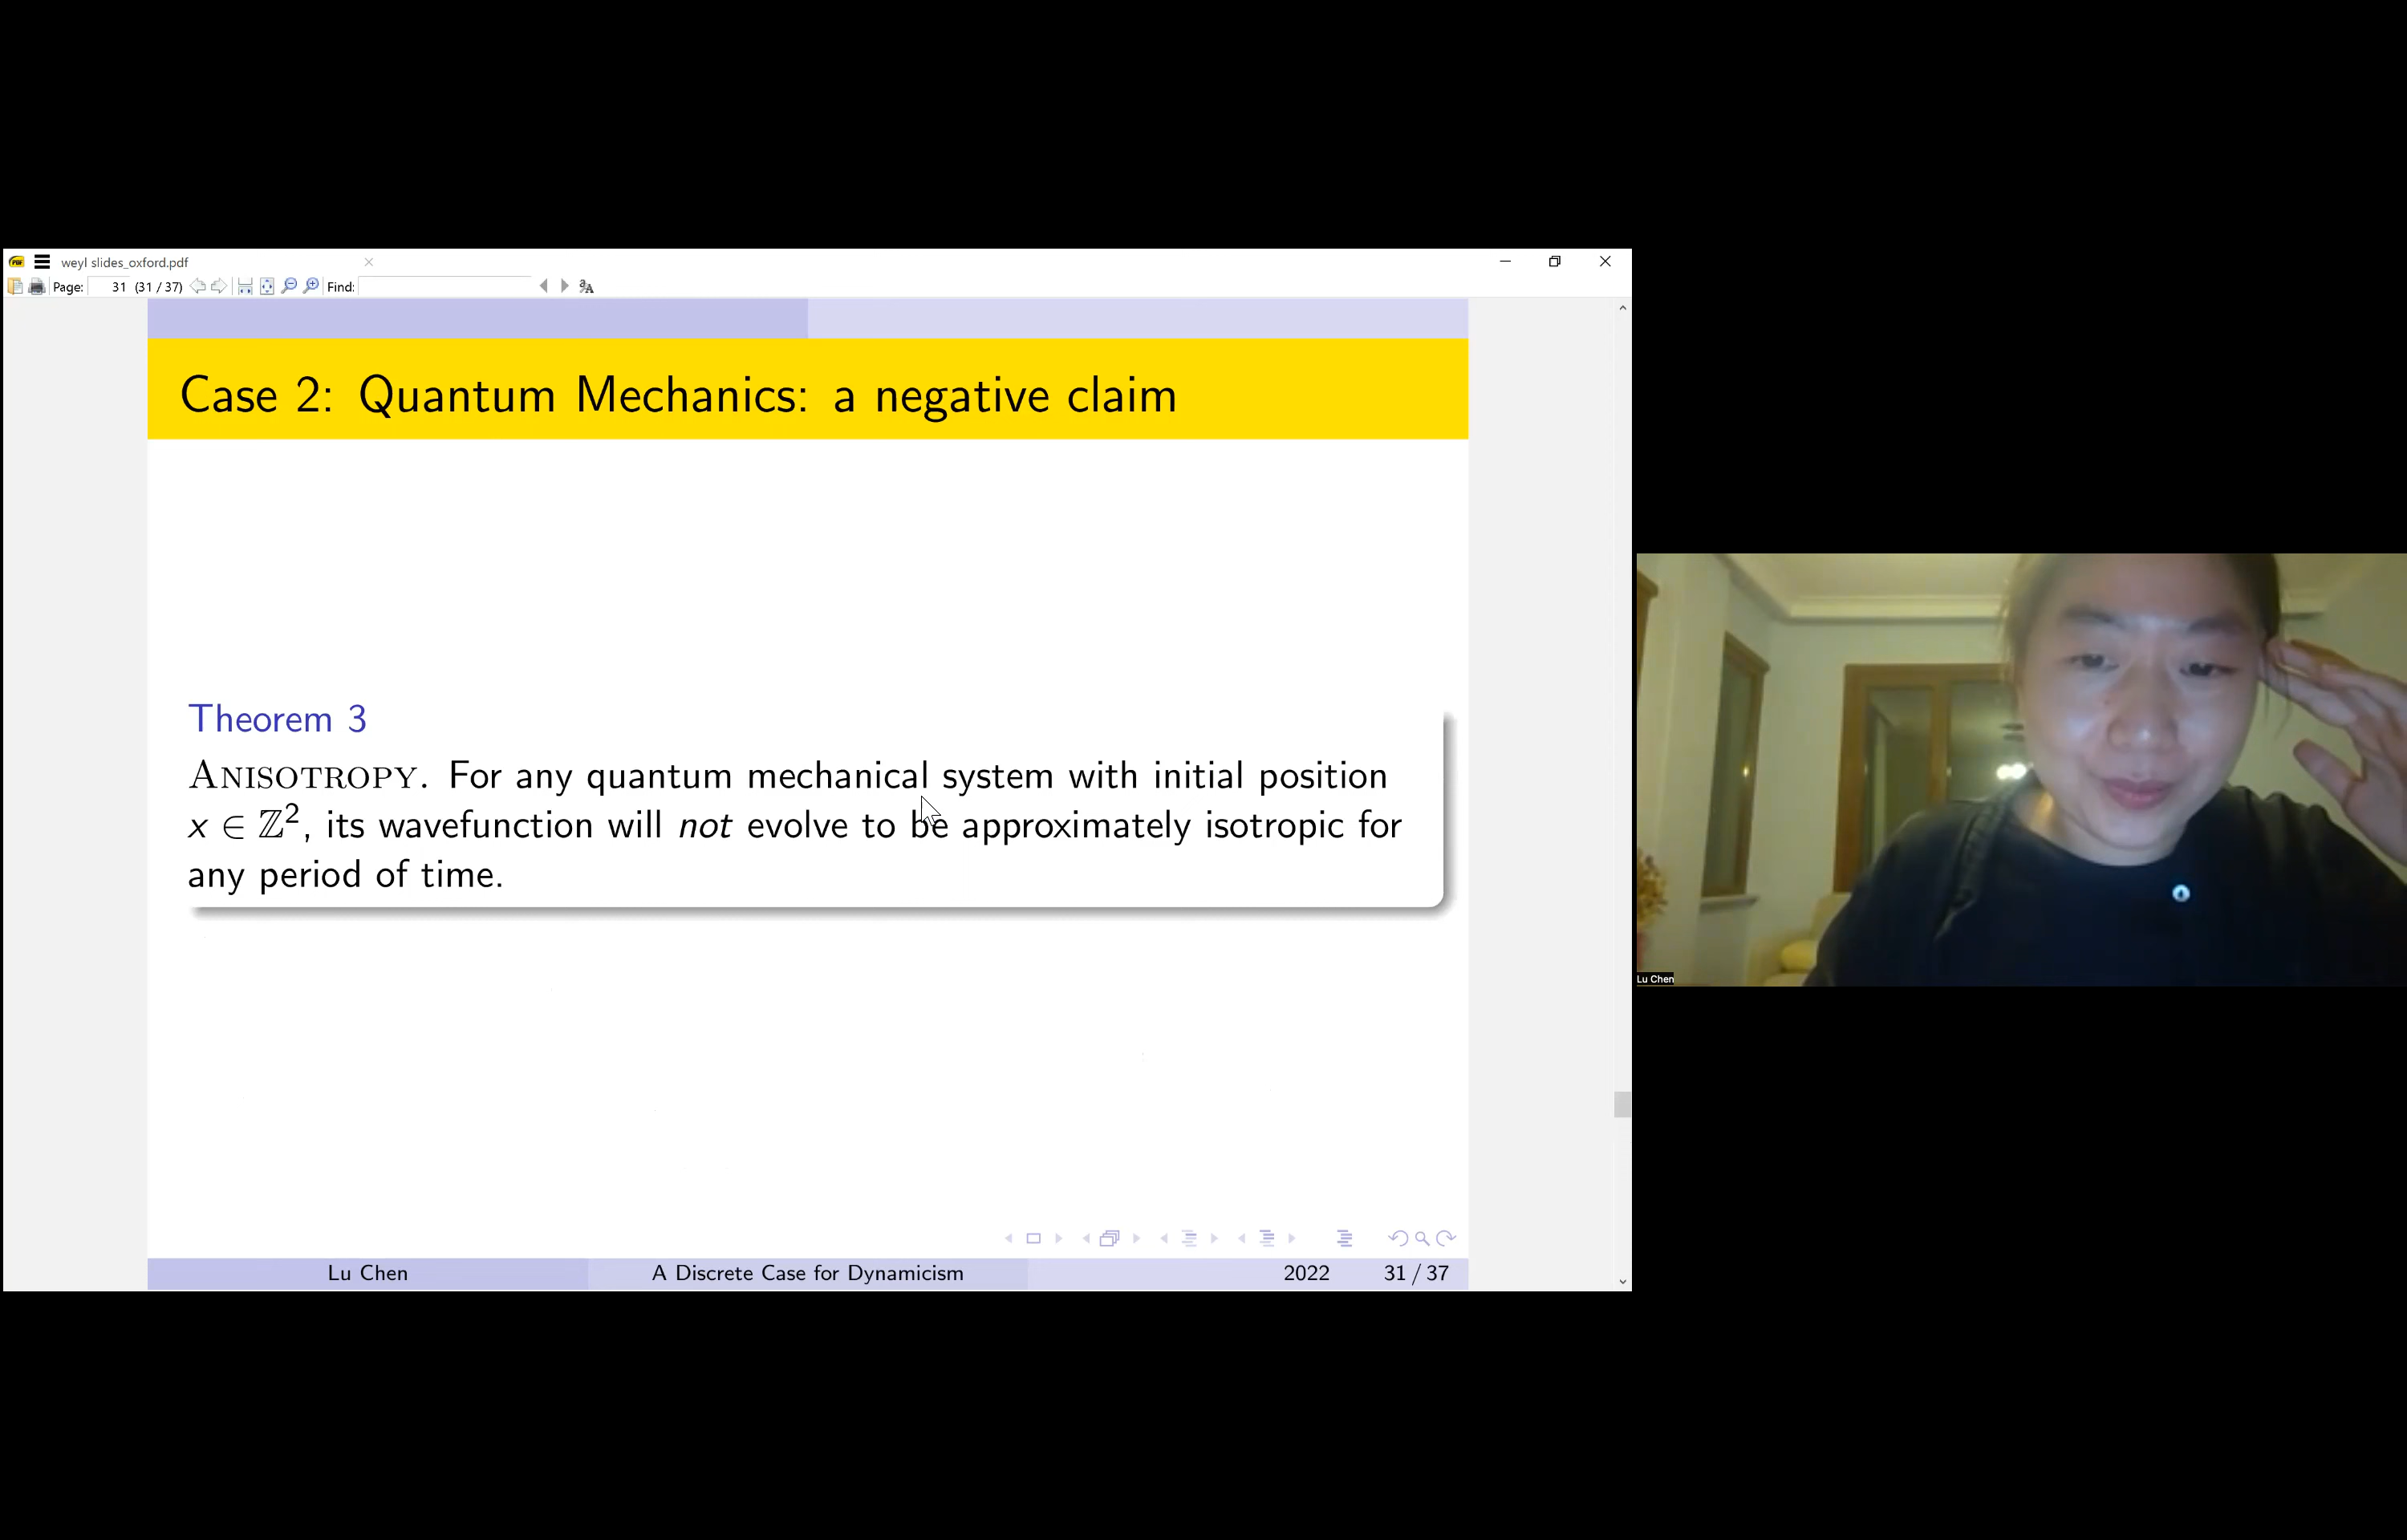 weyl slides_oxford.pdf
Page: 31 (31 / 37) Find:
Case 2: Quantum Mechanics: a negative claim
Theorem 3
ANISOTROPY. For any quantum mechanical system with initial position
x ∈ ℤ², its wavefunction will not evolve to be approximately isotropic for
any period of time.
Lu Chen A Discrete Case for Dynamicism 2022 31 / 37
Lu Chen